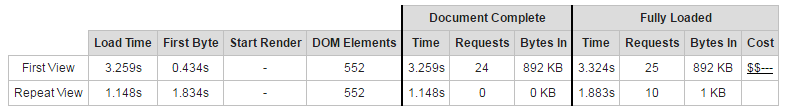 Document Complete Fully Loaded
Load Time First Byte Start Render DOM Elements Time Requests Bytes In Time Requests Bytes In Cost
First View 3.259s 0.434s - 552 3.259s 24 892 KB 3.324s 25 892 KB $$---
Repeat View 1.148s 1.834s - 552 1.148s 0 0 KB 1.883s 10 1 KB